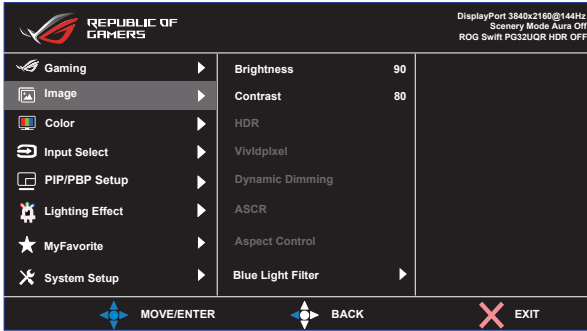 REPUBLIC OF
GAMERS
DisplayPort 3840x2160@144Hz
Scenery Mode Aura Off
ROG Swift PG32UQR HDR OFF
Gaming
Image
Color
Input Select
PIP/PBP Setup
Lighting Effect
MyFavorite
System Setup
Brightness 90
Contrast 80
HDR
Vividpixel
Dynamic Dimming
ASCR
Aspect Control
Blue Light Filter
MOVE/ENTER BACK EXIT